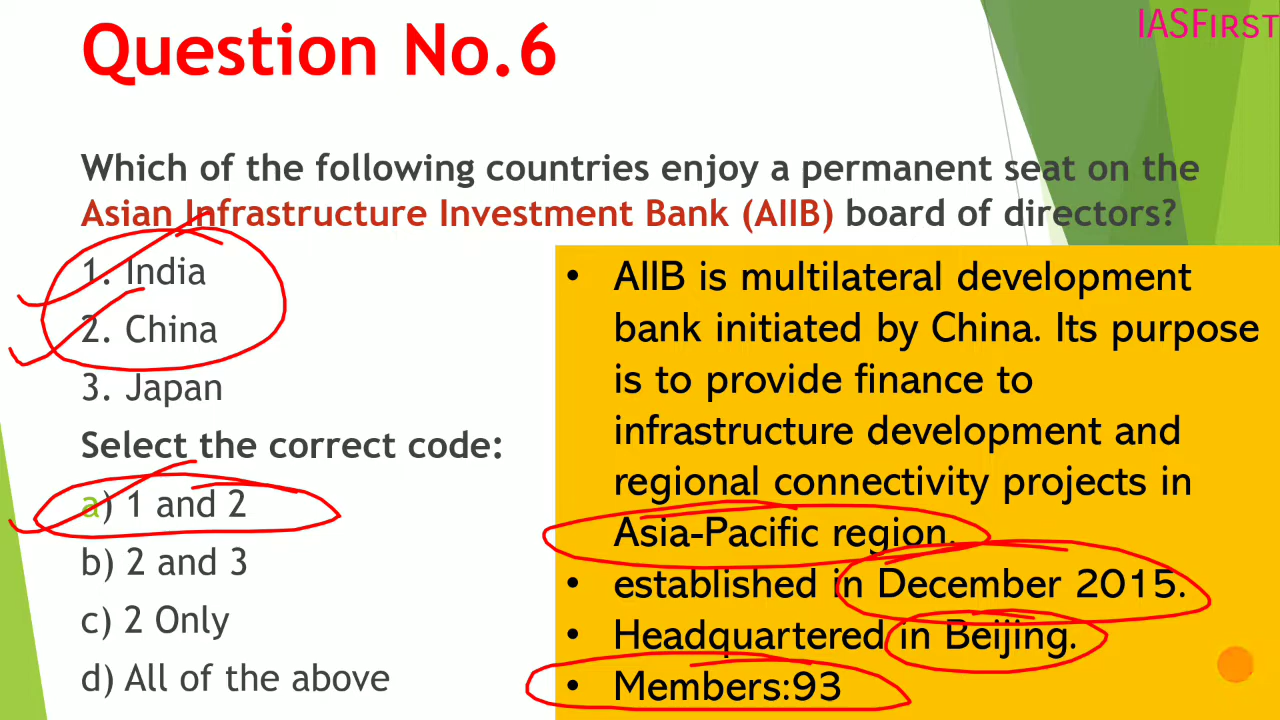 IASFIRST
Question No.6
Which of the following countries enjoy a permanent seat on the
Asian Infrastructure Investment Bank (AIIB) board of directors?
1. India
2. China
3. Japan
Select the correct code:
a) 1 and 2
b) 2 and 3
c) 2 Only
d) All of the above
• AIIB is multilateral development
bank initiated by China. Its purpose
is to provide finance to
infrastructure development and
regional connectivity projects in
Asia-Pacific region.
• established in December 2015.
• Headquartered in Beijing.
• Members:93